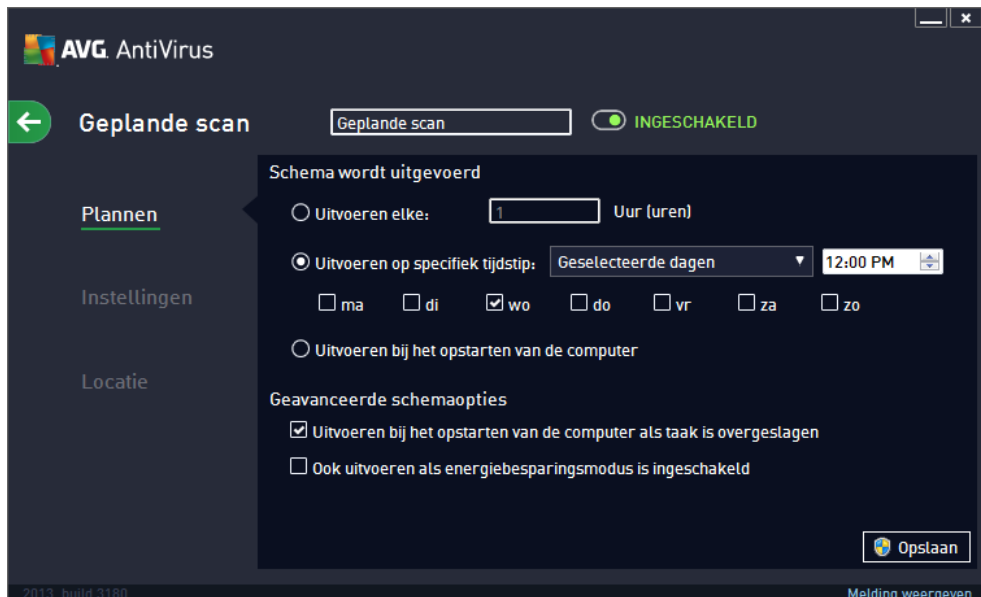 AVG. AntiVirus
Geplande scan
Geplande scan
INGESCHAKELD
Plannen
Instellingen
Locatie
Schema wordt uitgevoerd
Uitvoeren elke: 1 Uur (uren)
Uitvoeren op specifiek tijdstip: Geselecteerde dagen 12:00 PM
ma di wo do vr za zo
Uitvoeren bij het opstarten van de computer
Geavanceerde schemaopties
Uitvoeren bij het opstarten van de computer als taak is overgeslagen
Ook uitvoeren als energiebesparingsmodus is ingeschakeld
Opslaan
2013 build 3180
Melding weergeven